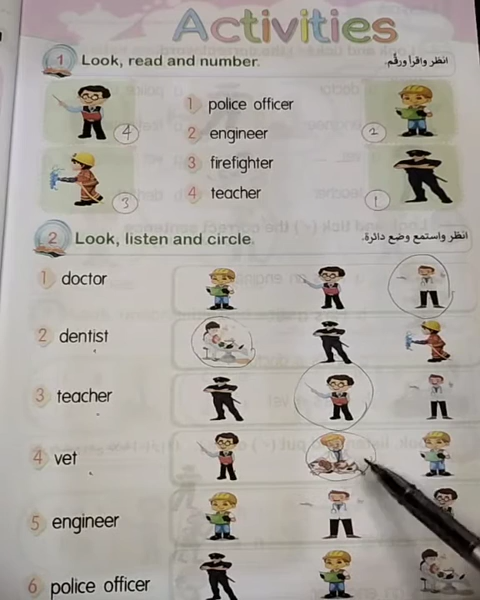 Activities
1 Look, read and number. انظر واقرأ ورقم.
4
1 police officer
2
2 engineer
3 firefighter
3
4 teacher
1
2 Look, listen and circle. انظر واستمع وضع دائرة.
1 doctor
2 dentist
3 teacher
4 vet
5 engineer
6 police officer